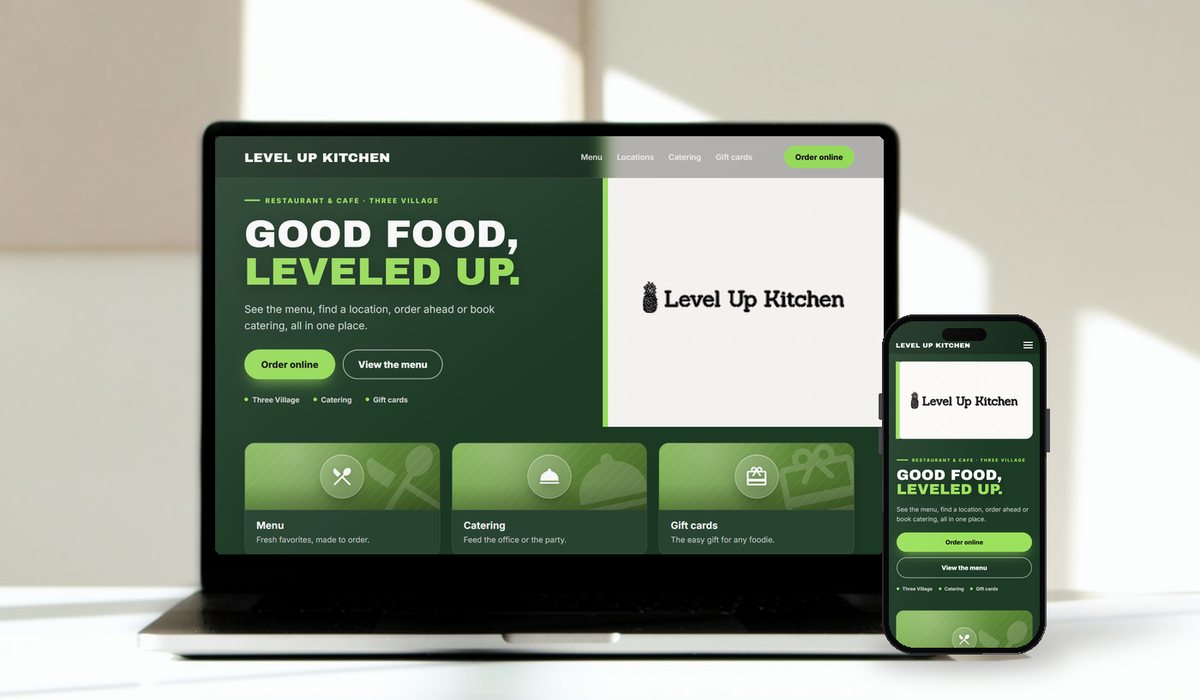 LEVEL UP KITCHEN
Menu Locations Catering Gift cards Order online
RESTAURANT & CAFE · THREE VILLAGE
GOOD FOOD,
LEVELED UP.
See the menu, find a location, order ahead or book
catering, all in one place.
Order online View the menu
Three Village Catering Gift cards
Level Up Kitchen
Menu
Fresh favorites, made to order.
Catering
Feed the office or the party.
Gift cards
The easy gift for any foodie.
LEVEL UP KITCHEN
Level Up Kitchen
RESTAURANT & CAFE · THREE VILLAGE
GOOD FOOD,
LEVELED UP.
See the menu, find a location, order ahead or
book catering, all in one place.
Order online
View the menu
Three Village Catering Gift cards